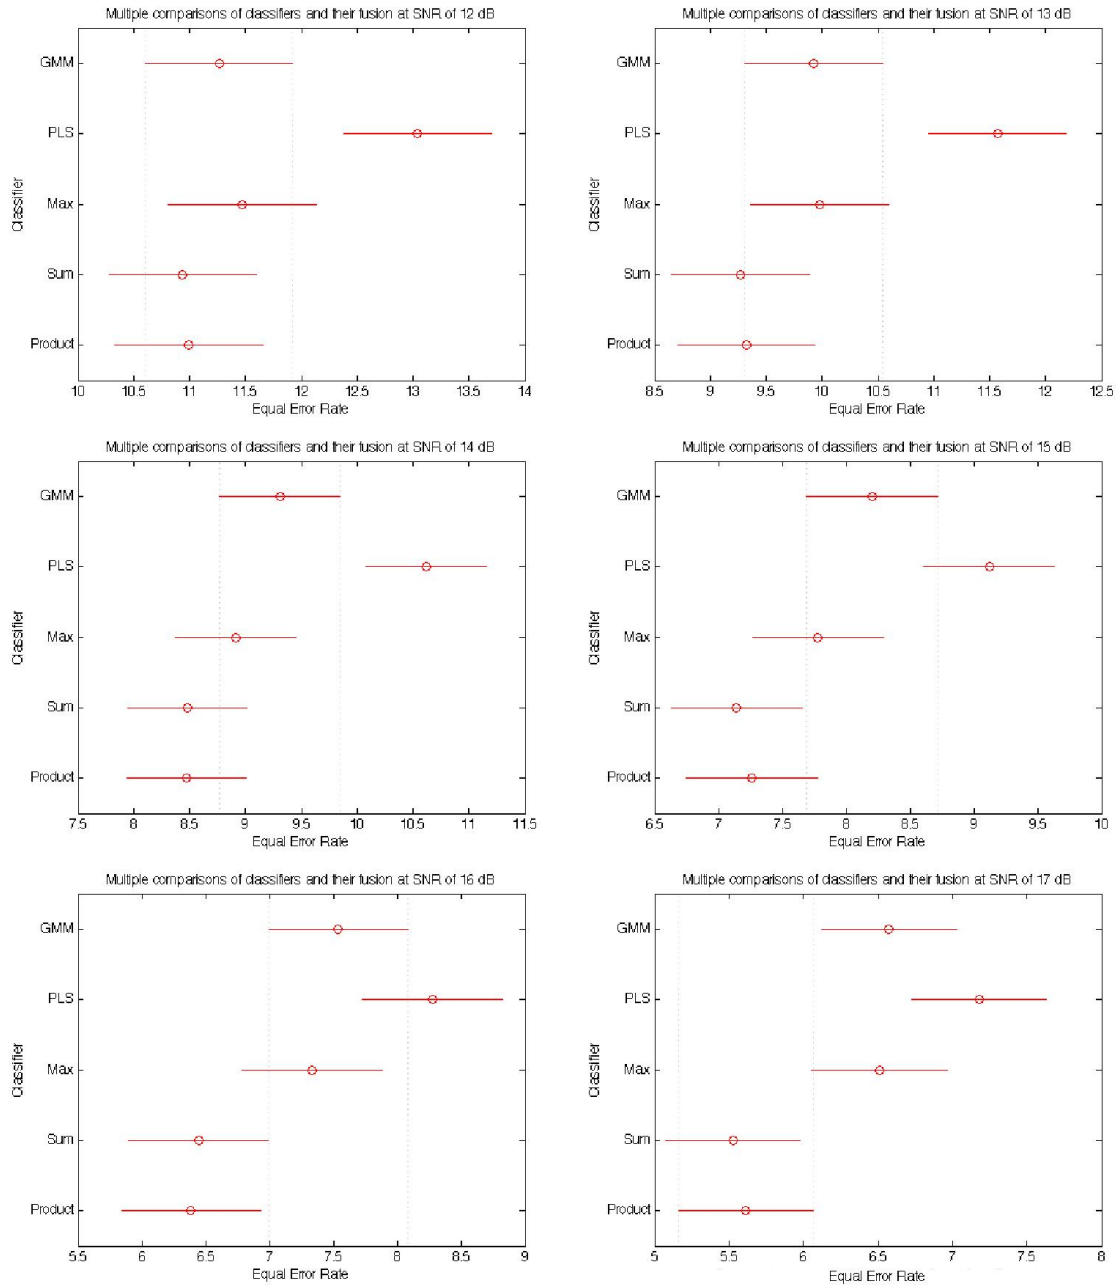 Multiple comparisons of classifiers and their fusion at SNR of 12 dB
GMM
PLS
Max
Sum
Product
Classifier
10 10.5 11 11.5 12 12.5 13 13.5 14
Equal Error Rate
Multiple comparisons of classifiers and their fusion at SNR of 13 dB
GMM
PLS
Max
Sum
Product
Classifier
8.5 9 9.5 10 10.5 11 11.5 12 12.5
Equal Error Rate
Multiple comparisons of classifiers and their fusion at SNR of 14 dB
GMM
PLS
Max
Sum
Product
Classifier
7.5 8 8.5 9 9.5 10 10.5 11 11.5
Equal Error Rate
Multiple comparisons of classifiers and their fusion at SNR of 15 dB
GMM
PLS
Max
Sum
Product
Classifier
6.5 7 7.5 8 8.5 9 9.5 10
Equal Error Rate
Multiple comparisons of classifiers and their fusion at SNR of 16 dB
GMM
PLS
Max
Sum
Product
Classifier
5.5 6 6.5 7 7.5 8 8.5 9
Equal Error Rate
Multiple comparisons of classifiers and their fusion at SNR of 17 dB
GMM
PLS
Max
Sum
Product
Classifier
5 5.5 6 6.5 7 7.5 8
Equal Error Rate